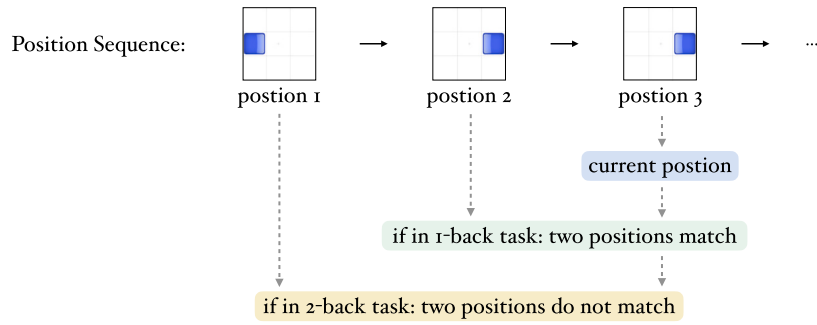 Position Sequence:
...
postion 1
postion 2
postion 3
current postion
if in 1-back task: two positions match
if in 2-back task: two positions do not match